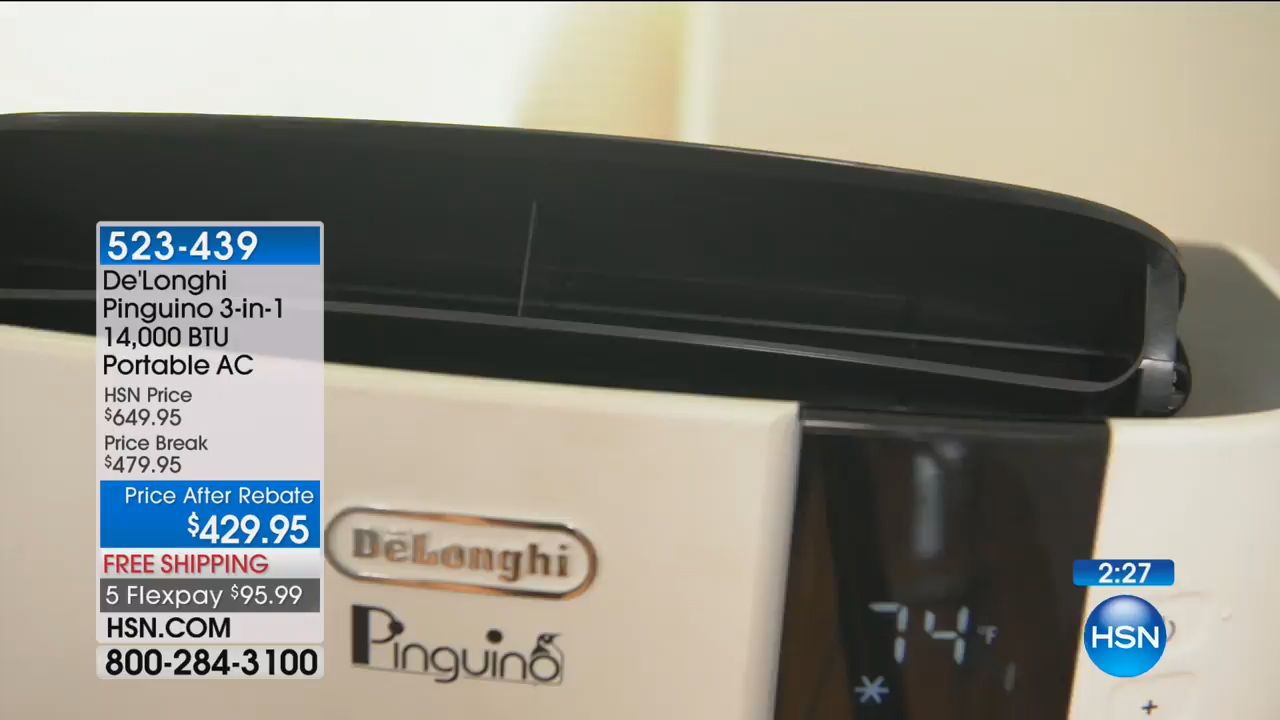 523-439
De'Longhi
Pinguino 3-in-1
14,000 BTU
Portable AC
HSN Price
$649.95
Price Break
$479.95
Price After Rebate
$429.95
FREE SHIPPING
5 Flexpay $95.99
HSN.COM
800-284-3100
DeLonghi
Pinguino
74°F
2:27
HSN
+